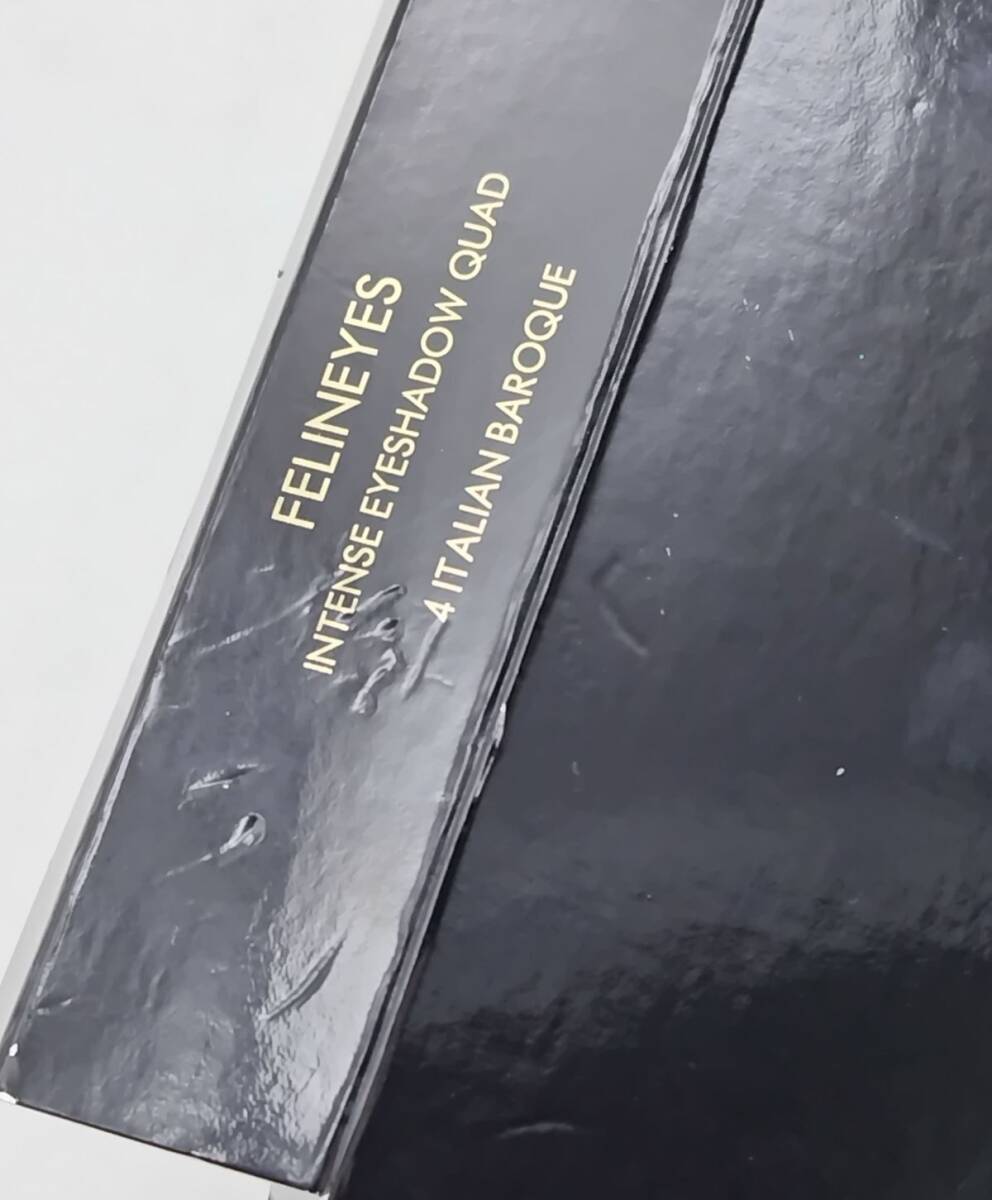 FELINEYES
INTENSE EYESHADOW QUAD
4 ITALIAN BAROQUE